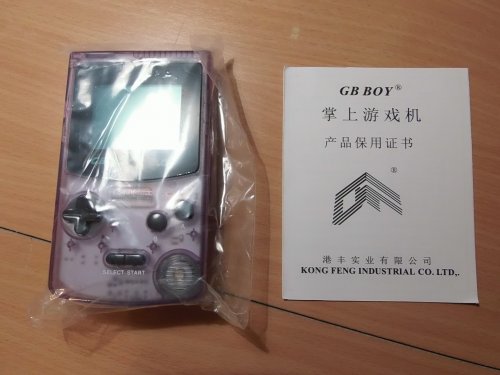 SELECT START
GB BOY®
掌上游戏机
产品保用证书
®
港丰实业有限公司
KONG FENG INDUSTRIAL CO. LTD,.